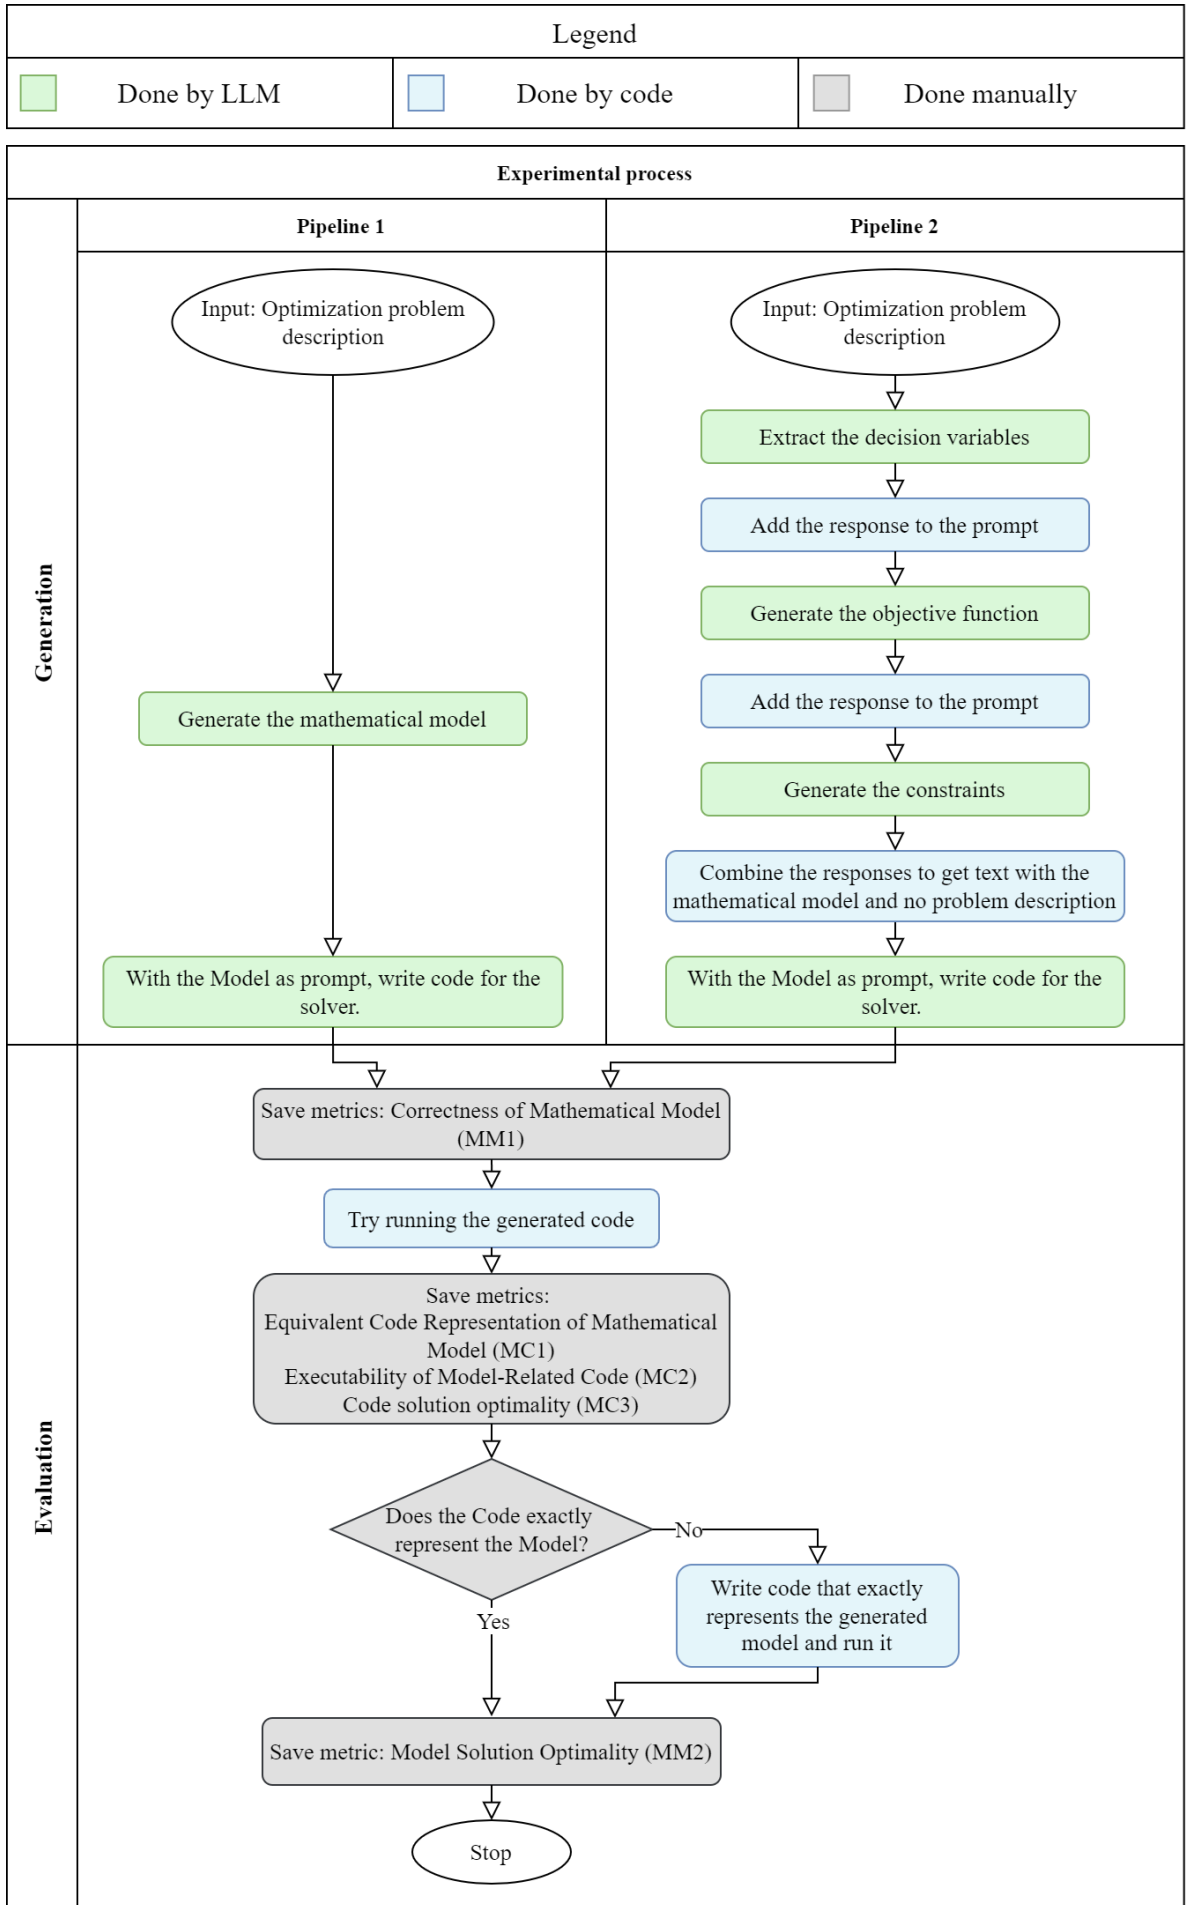 Legend
Done by LLM
Done by code
Done manually
Experimental process
Pipeline 1
Pipeline 2
Generation
Input: Optimization problem
description
Generate the mathematical model
With the Model as prompt, write code for the
solver.
Input: Optimization problem
description
Extract the decision variables
Add the response to the prompt
Generate the objective function
Add the response to the prompt
Generate the constraints
Combine the responses to get text with the
mathematical model and no problem description
With the Model as prompt, write code for the
solver.
Evaluation
Save metrics: Correctness of Mathematical Model
(MM1)
Try running the generated code
Save metrics:
Equivalent Code Representation of Mathematical
Model (MC1)
Executability of Model-Related Code (MC2)
Code solution optimality (MC3)
Does the Code exactly
represent the Model?
No
Write code that exactly
represents the generated
model and run it
Yes
Save metric: Model Solution Optimality (MM2)
Stop